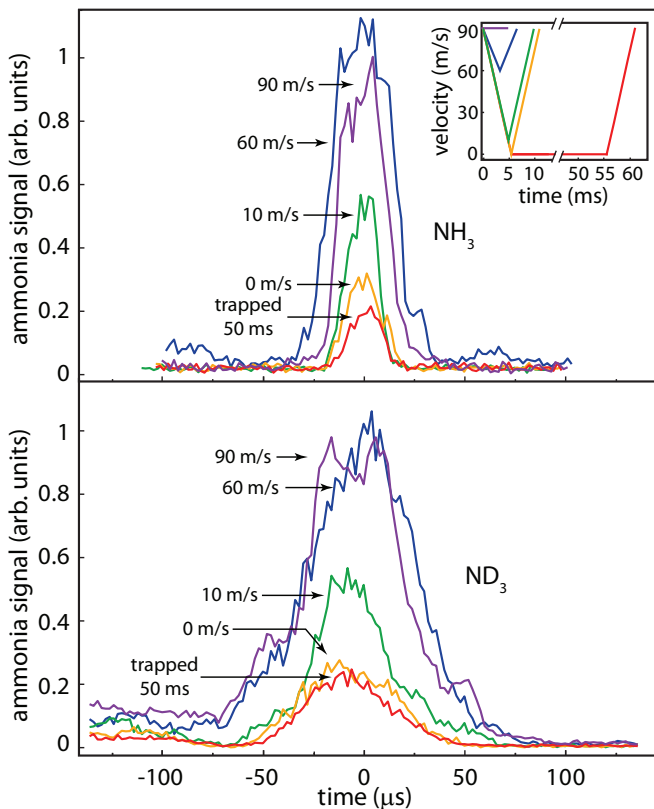 ammonia signal (arb. units)
1
0.8
0.6
0.4
0.2
0
90 m/s
60 m/s
10 m/s
0 m/s
trapped
50 ms
NH₃
velocity (m/s)
90
60
30
0
0 5 10 50 55 60
time (ms)
ammonia signal (arb. units)
1
0.8
0.6
0.4
0.2
0
90 m/s
60 m/s
10 m/s
0 m/s
trapped
50 ms
ND₃
-100 -50 0 50 100
time (μs)